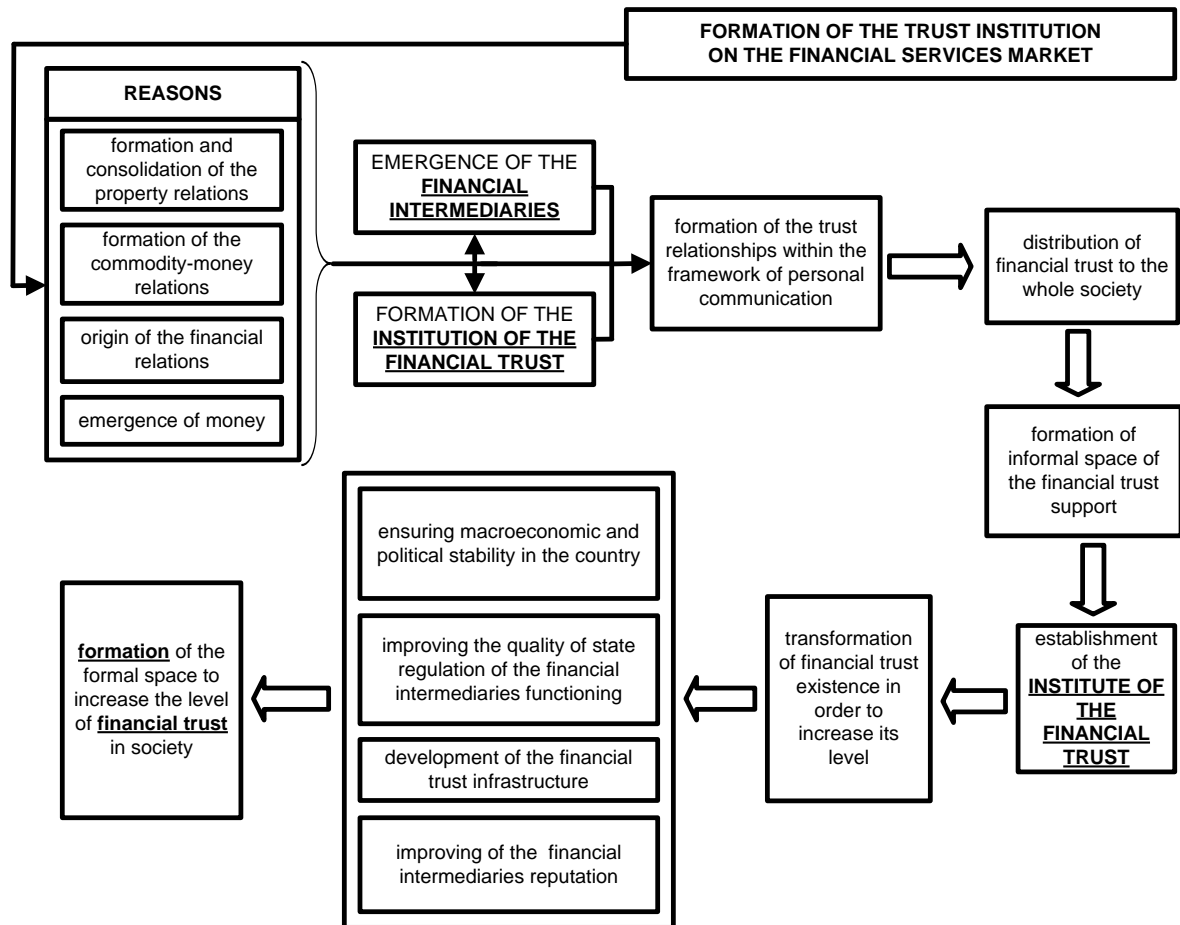 FORMATION OF THE TRUST INSTITUTION
ON THE FINANCIAL SERVICES MARKET
REASONS
formation and
consolidation of the
property relations
formation of the
commodity-money
relations
origin of the financial
relations
emergence of money
EMERGENCE OF THE
FINANCIAL
INTERMEDIARIES
FORMATION OF THE
INSTITUTION OF THE
FINANCIAL TRUST
formation of the trust
relationships within the
framework of personal
communication
distribution of
financial trust to the
whole society
formation of
informal space of
the financial trust
support
establishment
of the
INSTITUTE OF
THE
FINANCIAL
TRUST
transformation
of financial trust
existence in
order to
increase its
level
ensuring macroeconomic and
political stability in the country
improving the quality of state
regulation of the financial
intermediaries functioning
development of the financial
trust infrastructure
improving of the financial
intermediaries reputation
formation of the
formal space to
increase the level
of financial trust
in society